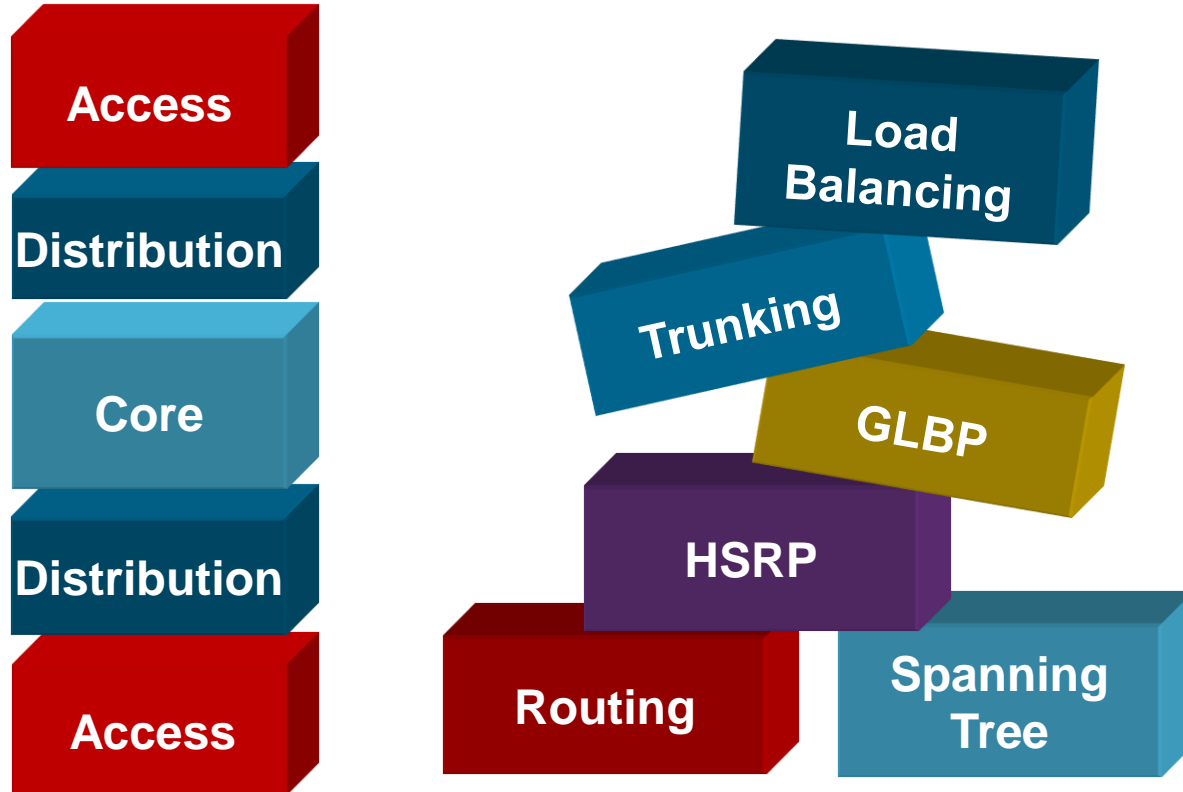 Access
Distribution
Core
Distribution
Access
Load
Balancing
Trunking
GLBP
HSRP
Routing
Spanning
Tree